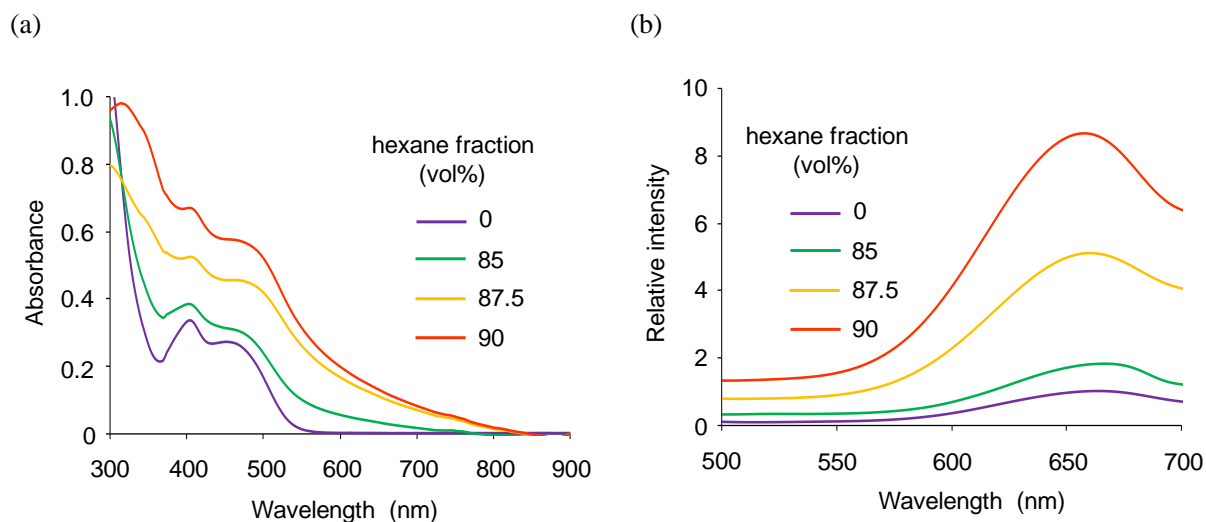 (a)
(b)
1.0
0.8
0.6
0.4
0.2
0
Absorbance
hexane fraction
(vol%)
0
85
87.5
90
300 400 500 600 700 800 900
Wavelength (nm)
10
8
6
4
2
0
Relative intensity
hexane fraction
(vol%)
0
85
87.5
90
500 550 600 650 700
Wavelength (nm)